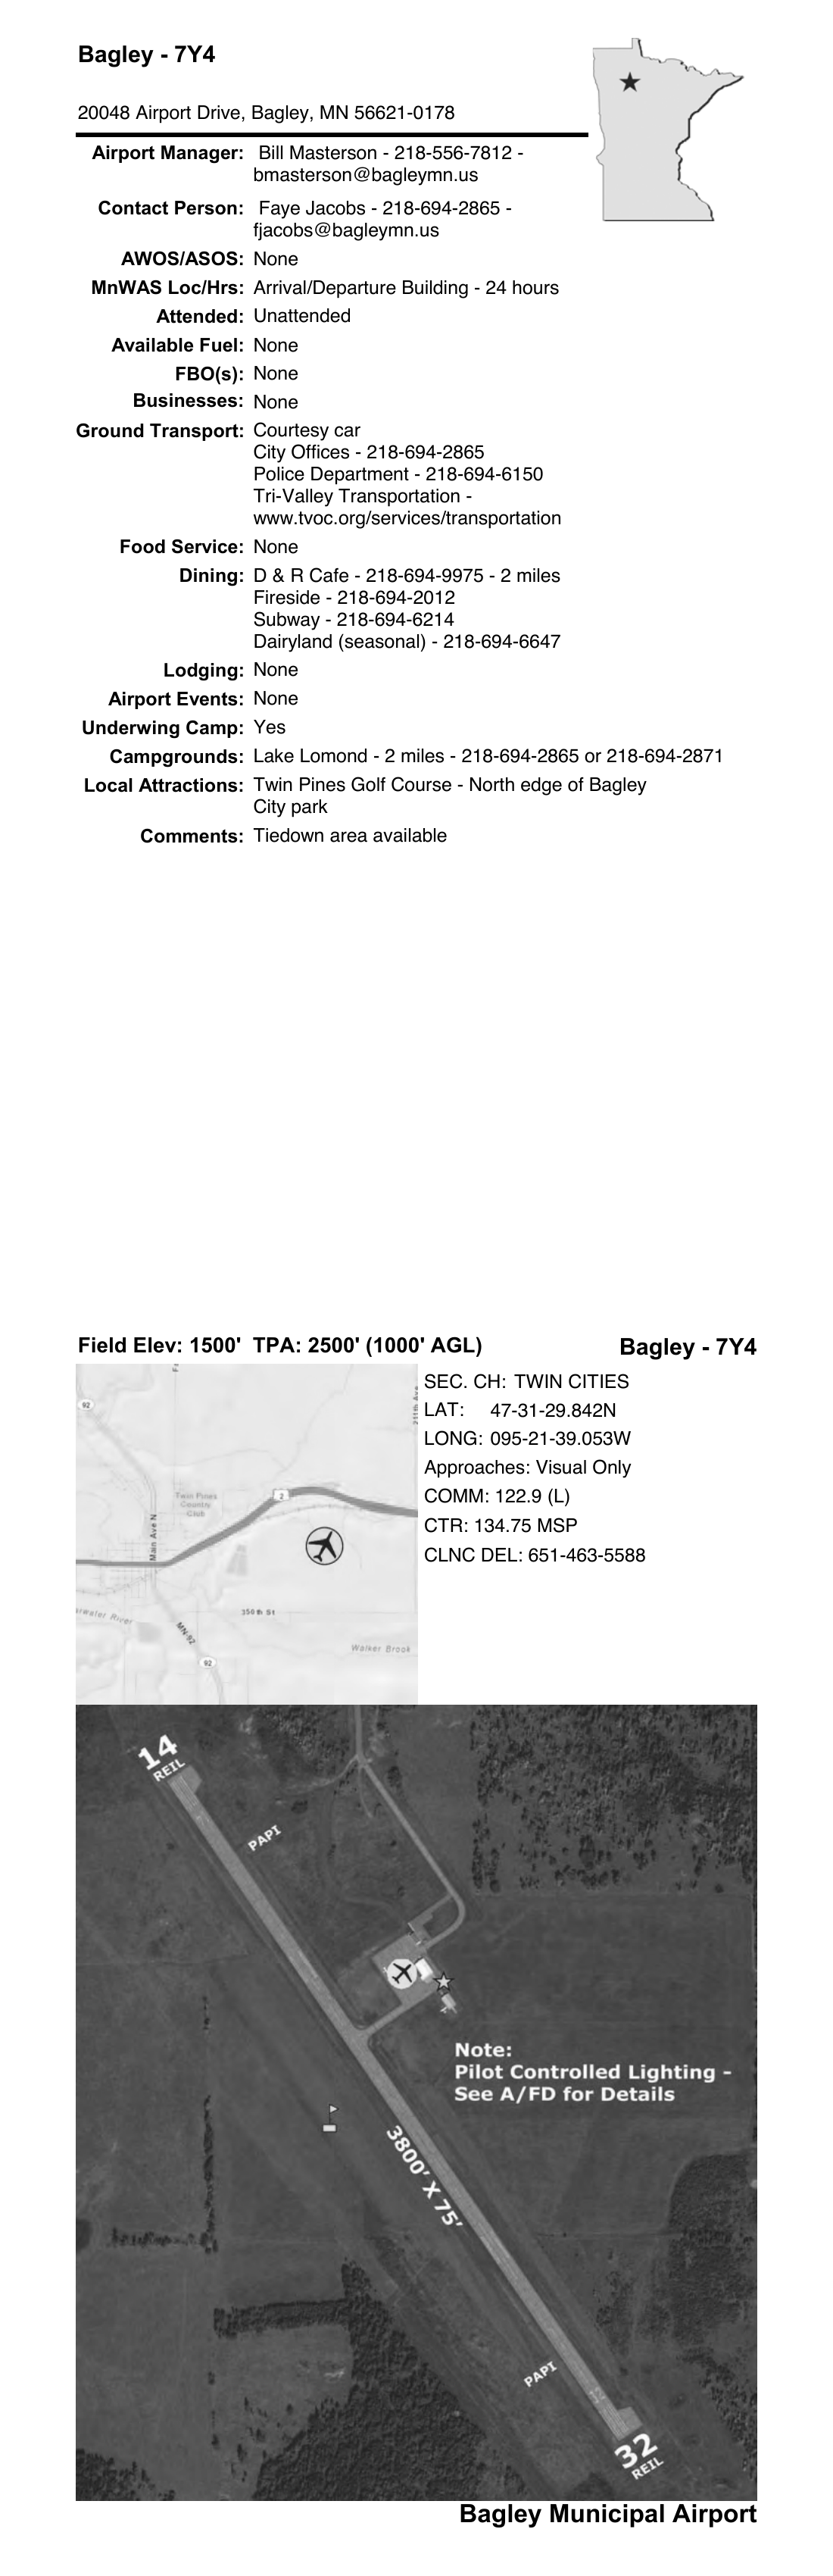 Bagley - 7Y4
20048 Airport Drive, Bagley, MN 56621-0178
Airport Manager: Bill Masterson - 218-556-7812 -
bmasterson@bagleymn.us
Contact Person: Faye Jacobs - 218-694-2865 -
fjacobs@bagleymn.us
AWOS/ASOS: None
MnWAS Loc/Hrs: Arrival/Departure Building - 24 hours
Attended: Unattended
Available Fuel: None
FBO(s): None
Businesses: None
Ground Transport: Courtesy car
City Offices - 218-694-2865
Police Department - 218-694-6150
Tri-Valley Transportation -
www.tvoc.org/services/transportation
Food Service: None
Dining: D & R Cafe - 218-694-9975 - 2 miles
Fireside - 218-694-2012
Subway - 218-694-6214
Dairyland (seasonal) - 218-694-6647
Lodging: None
Airport Events: None
Underwing Camp: Yes
Campgrounds: Lake Lomond - 2 miles - 218-694-2865 or 218-694-2871
Local Attractions: Twin Pines Golf Course - North edge of Bagley
City park
Comments: Tiedown area available
Field Elev: 1500' TPA: 2500' (1000' AGL) Bagley - 7Y4
SEC. CH: TWIN CITIES
LAT: 47-31-29.842N
LONG: 095-21-39.053W
Approaches: Visual Only
COMM: 122.9 (L)
CTR: 134.75 MSP
CLNC DEL: 651-463-5588
92
211th Ave
2
Twin Pines
Country
Club
Main Ave N
350th St
River
MN-92
92
Walker Brook
14
REIL
PAPI
Note:
Pilot Controlled Lighting -
See A/FD for Details
3800' X 75'
PAPI
32
REIL
Bagley Municipal Airport